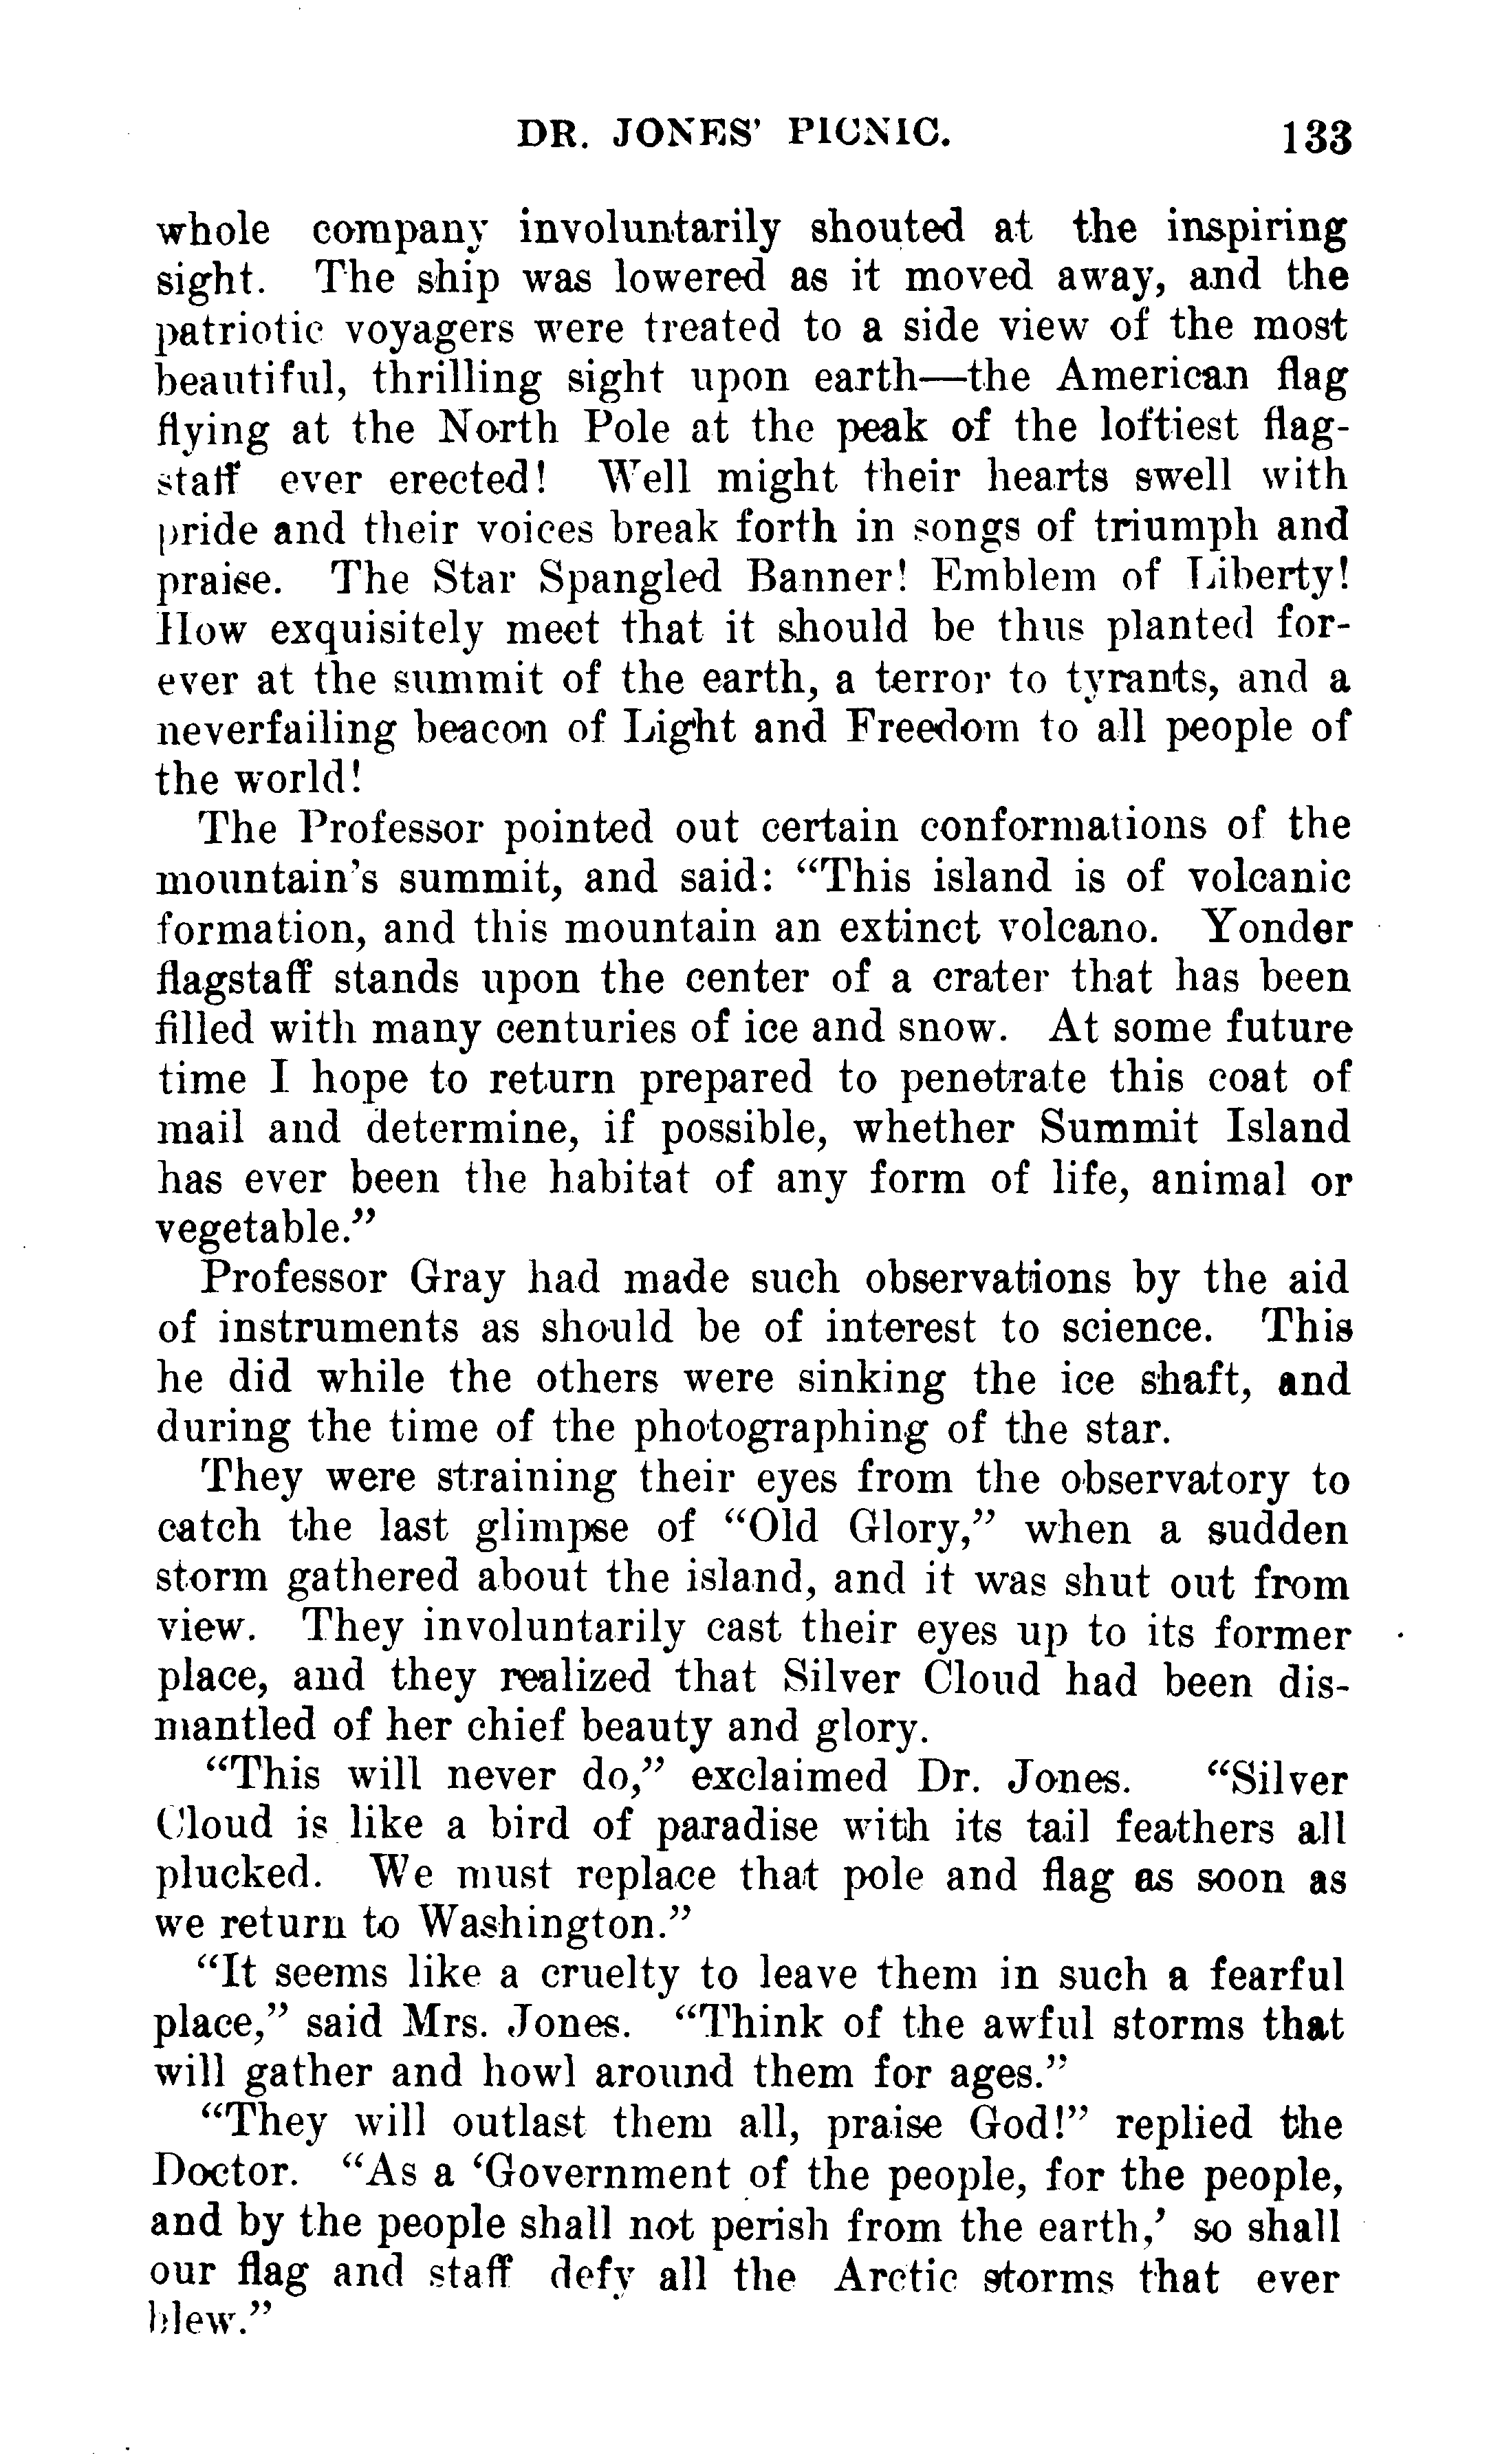 DR. JONES' PICNIC. 133
whole company involuntarily shouted at the inspiring
sight. The ship was lowered as it moved away, and the
patriotic voyagers were treated to a side view of the most
beautiful, thrilling sight upon earth—the American flag
flying at the North Pole at the peak of the loftiest flag-
staff ever erected! Well might their hearts swell with
pride and their voices break forth in songs of triumph and
praise. The Star Spangled Banner! Emblem of Liberty!
How exquisitely meet that it should be thus planted for-
ever at the summit of the earth, a terror to tyrants, and a
neverfailing beacon of Light and Freedom to all people of
the world!
The Professor pointed out certain conformations of the
mountain's summit, and said: “This island is of volcanic
formation, and this mountain an extinct volcano. Yonder
flagstaff stands upon the center of a crater that has been
filled with many centuries of ice and snow. At some future
time I hope to return prepared to penetrate this coat of
mail and determine, if possible, whether Summit Island
has ever been the habitat of any form of life, animal or
vegetable.”
Professor Gray had made such observations by the aid
of instruments as should be of interest to science. This
he did while the others were sinking the ice shaft, and
during the time of the photographing of the star.
They were straining their eyes from the observatory to
catch the last glimpse of “Old Glory,” when a sudden
storm gathered about the island, and it was shut out from
view. They involuntarily cast their eyes up to its former
place, and they realized that Silver Cloud had been dis-
mantled of her chief beauty and glory.
“This will never do,” exclaimed Dr. Jones. “Silver
Cloud is like a bird of paradise with its tail feathers all
plucked. We must replace that pole and flag as soon as
we return to Washington.”
“It seems like a cruelty to leave them in such a fearful
place,” said Mrs. Jones. “Think of the awful storms that
will gather and howl around them for ages.”
“They will outlast them all, praise God!” replied the
Doctor. “As a ‘Government of the people, for the people,
and by the people shall not perish from the earth,’ so shall
our flag and staff defy all the Arctic storms that ever
blew.”